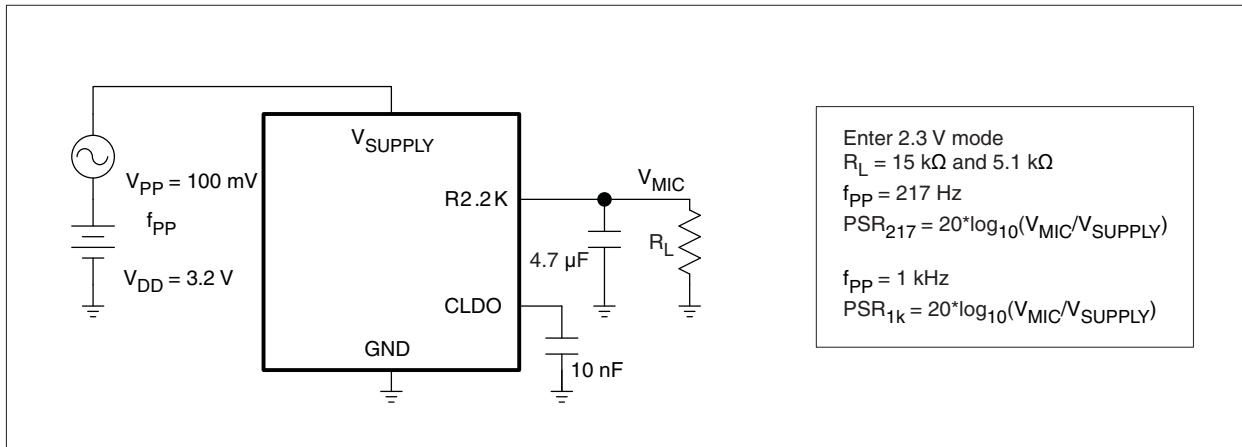 V_SUPPLY
V_PP = 100 mV
f_PP
V_DD = 3.2 V
R2.2K
V_MIC
4.7 µF
R_L
CLDO
GND
10 nF
Enter 2.3 V mode
R_L = 15 kΩ and 5.1 kΩ
f_PP = 217 Hz
PSR_217 = 20*log_10(V_MIC/V_SUPPLY)
f_PP = 1 kHz
PSR_1k = 20*log_10(V_MIC/V_SUPPLY)